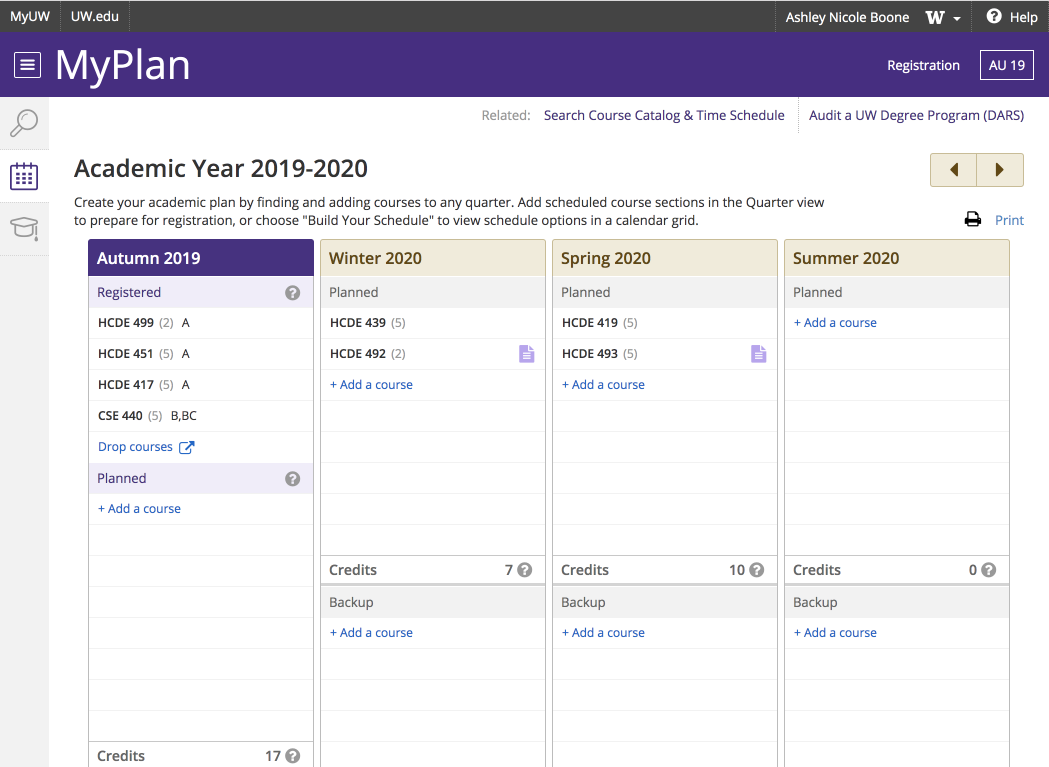 MyUW UW.edu Ashley Nicole Boone W Help
MyPlan Registration AU 19
Related: Search Course Catalog & Time Schedule Audit a UW Degree Program (DARS)
Academic Year 2019-2020
Create your academic plan by finding and adding courses to any quarter. Add scheduled course sections in the Quarter view
to prepare for registration, or choose "Build Your Schedule" to view schedule options in a calendar grid.
Print
Autumn 2019
Registered ?
HCDE 499 (2) A
HCDE 451 (5) A
HCDE 417 (5) A
CSE 440 (5) B,BC
Drop courses
Planned ?
+ Add a course
Credits 17 ?
Winter 2020
Planned
HCDE 439 (5)
HCDE 492 (2)
+ Add a course
Credits 7 ?
Backup
+ Add a course
Spring 2020
Planned
HCDE 419 (5)
HCDE 493 (5)
+ Add a course
Credits 10 ?
Backup
+ Add a course
Summer 2020
Planned
+ Add a course
Credits 0 ?
Backup
+ Add a course